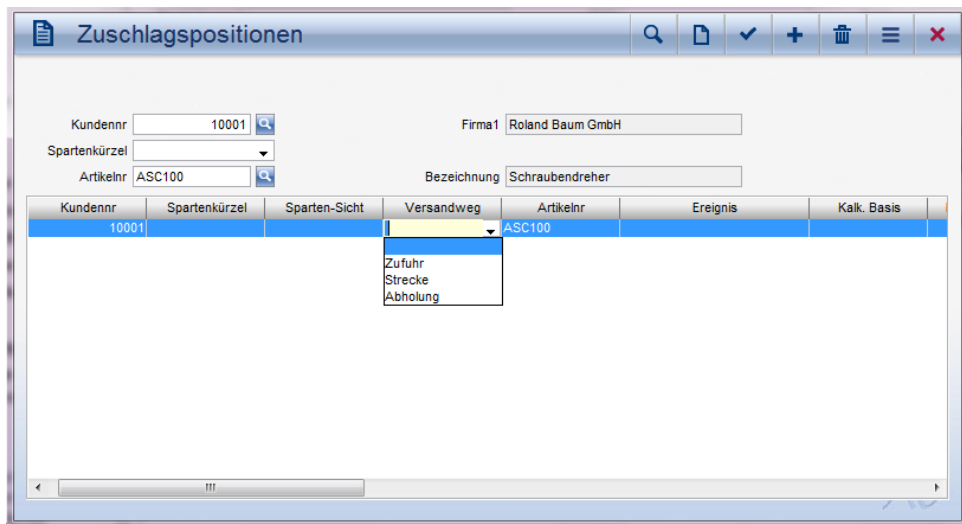 Zuschlagspositionen
Kundennr 10001 Firma1 Roland Baum GmbH
Spartenkürzel
Artikelnr ASC100 Bezeichnung Schraubendreher
Kundennr Spartenkürzel Sparten-Sicht Versandweg Artikelnr Ereignis Kalk. Basis
10001 ASC100
Zufuhr
Strecke
Abholung